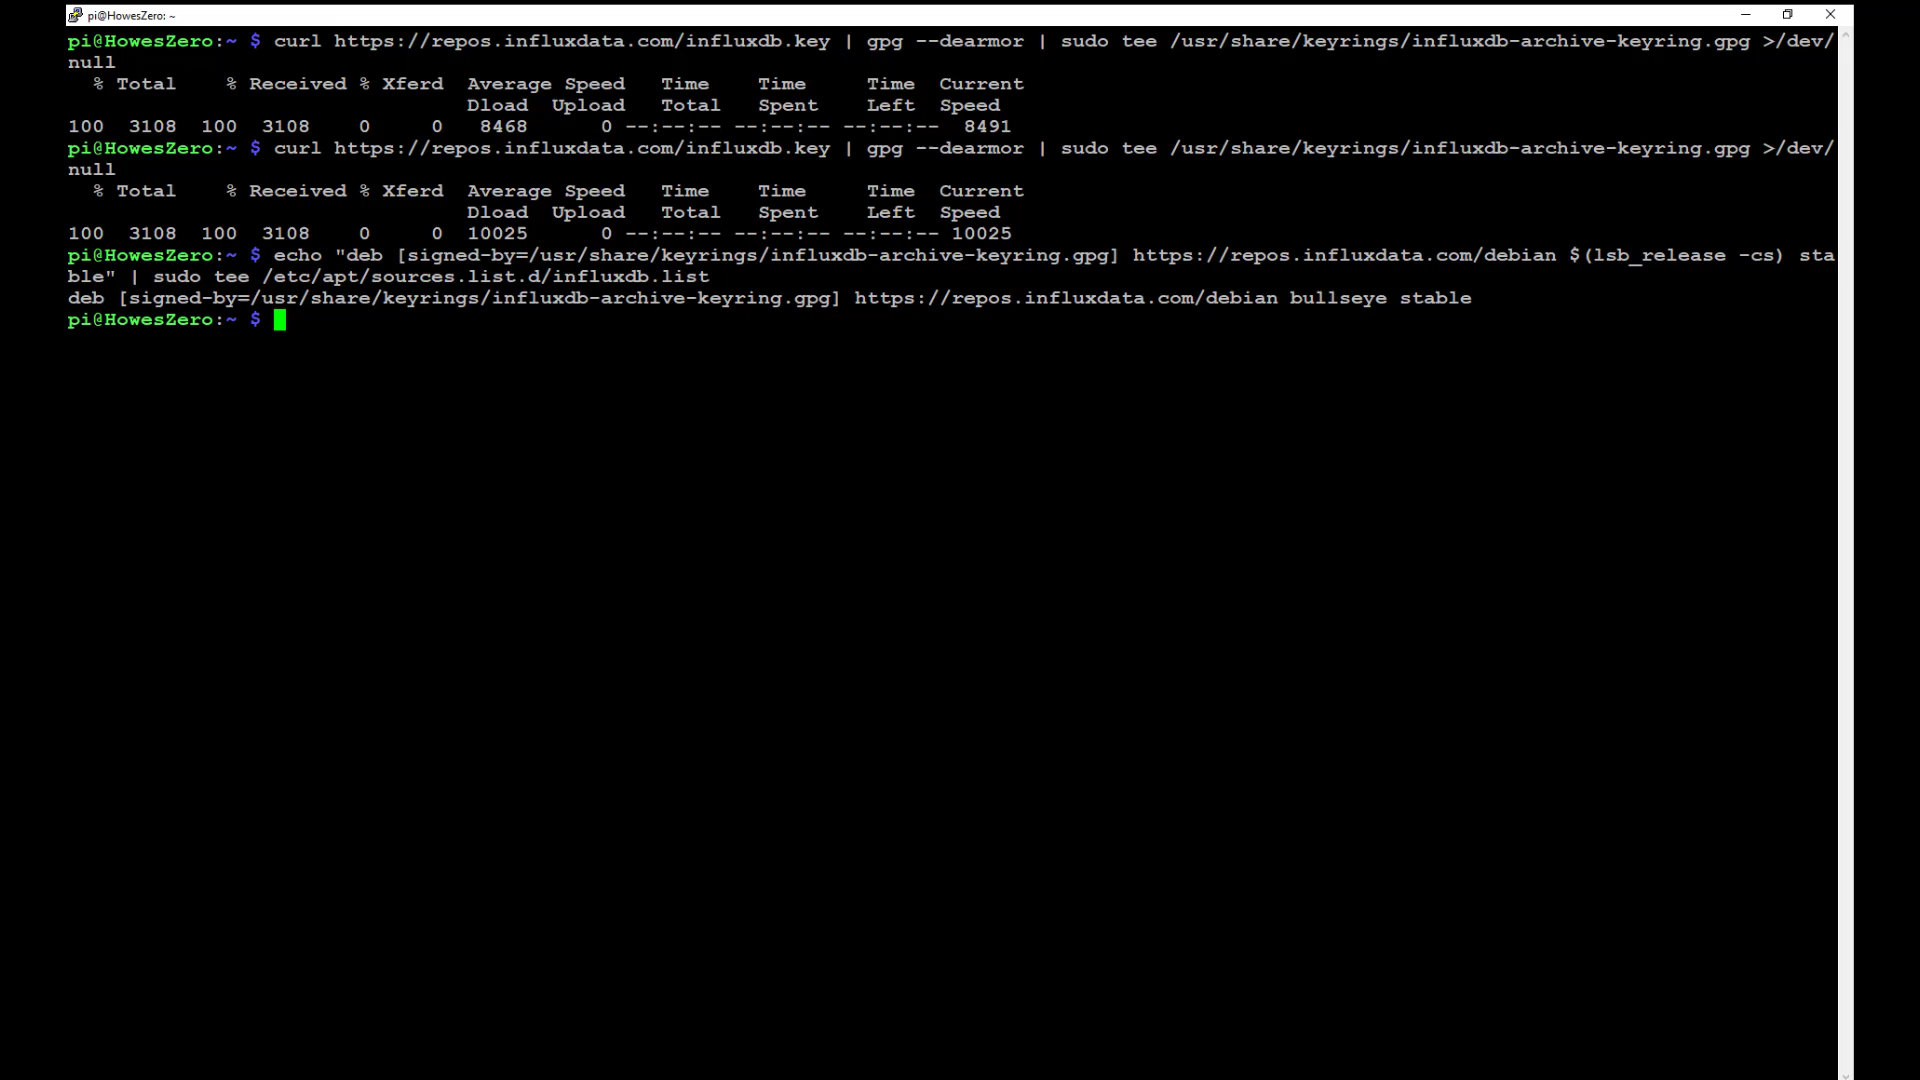 pi@HowesZero: ~
pi@HowesZero:~ $ curl https://repos.influxdata.com/influxdb.key | gpg --dearmor | sudo tee /usr/share/keyrings/influxdb-archive-keyring.gpg >/dev/
null
% Total % Received % Xferd Average Speed Time Time Time Current
Dload Upload Total Spent Left Speed
100 3108 100 3108 0 0 8468 0 --:--:-- --:--:-- --:--:-- 8491
pi@HowesZero:~ $ curl https://repos.influxdata.com/influxdb.key | gpg --dearmor | sudo tee /usr/share/keyrings/influxdb-archive-keyring.gpg >/dev/
null
% Total % Received % Xferd Average Speed Time Time Time Current
Dload Upload Total Spent Left Speed
100 3108 100 3108 0 0 10025 0 --:--:-- --:--:-- --:--:-- 10025
pi@HowesZero:~ $ echo "deb [signed-by=/usr/share/keyrings/influxdb-archive-keyring.gpg] https://repos.influxdata.com/debian $(lsb_release -cs) sta
ble" | sudo tee /etc/apt/sources.list.d/influxdb.list
deb [signed-by=/usr/share/keyrings/influxdb-archive-keyring.gpg] https://repos.influxdata.com/debian bullseye stable
pi@HowesZero:~ $